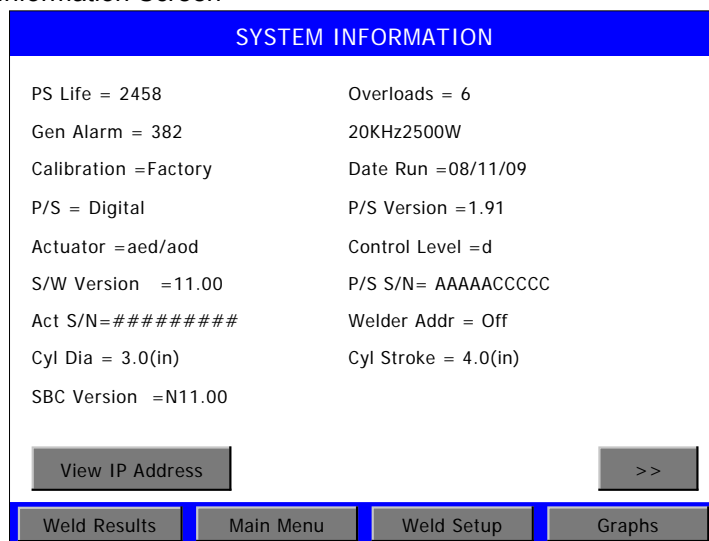 Information Screen
SYSTEM INFORMATION
PS Life = 2458 Overloads = 6
Gen Alarm = 382 20KHz2500W
Calibration =Factory Date Run =08/11/09
P/S = Digital P/S Version =1.91
Actuator =aed/aod Control Level =d
S/W Version =11.00 P/S S/N= AAAAACCCCC
Act S/N=######### Welder Addr = Off
Cyl Dia = 3.0(in) Cyl Stroke = 4.0(in)
SBC Version =N11.00
View IP Address >>
Weld Results Main Menu Weld Setup Graphs